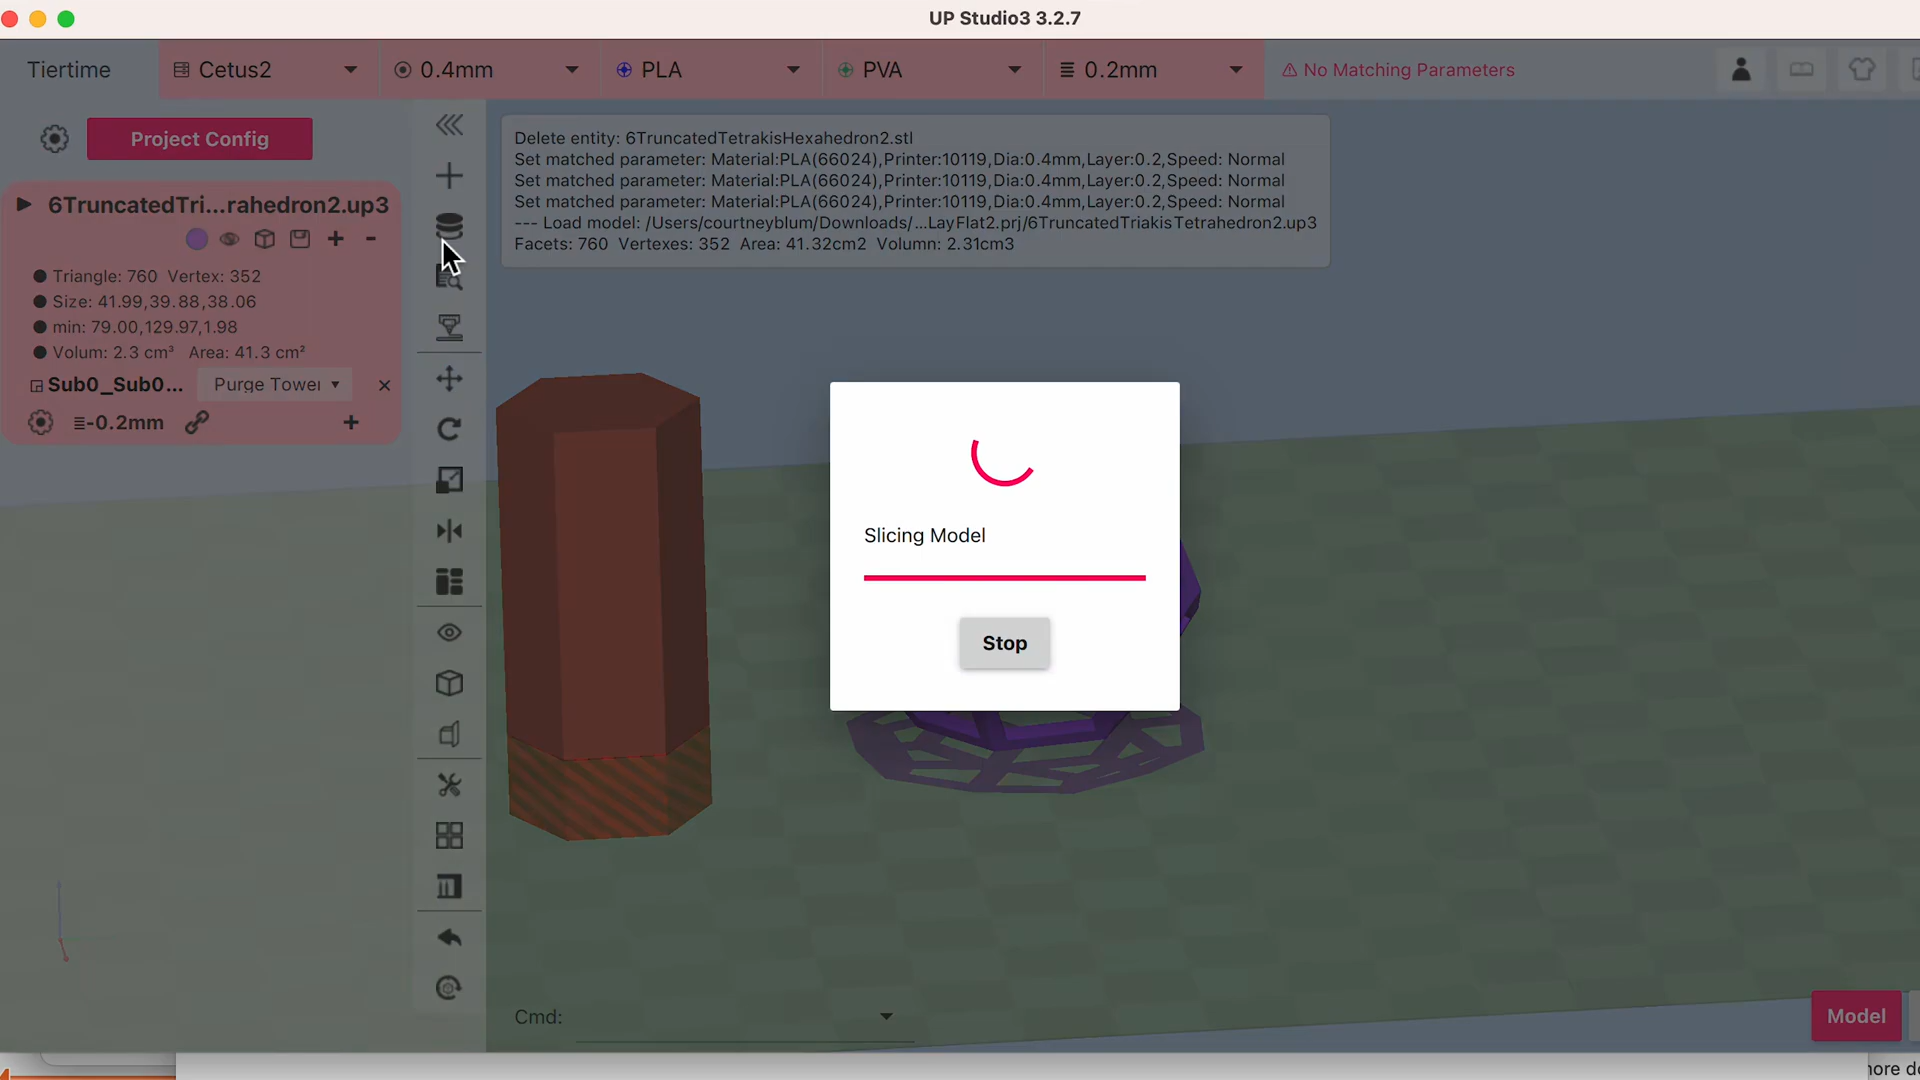 UP Studio3 3.2.7
Tiertime
Cetus2
0.4mm
PLA
PVA
0.2mm
No Matching Parameters
Project Config
6TruncatedTri...rahedron2.up3
Triangle: 760 Vertex: 352
Size: 41.99,39.88,38.06
min: 79.00,129.97,1.98
Volum: 2.3 cm³ Area: 41.3 cm²
Sub0_Sub0...
Purge Tower
-0.2mm
Delete entity: 6TruncatedTetrakisHexahedron2.stl
Set matched parameter: Material:PLA(66024),Printer:10119,Dia:0.4mm,Layer:0.2,Speed: Normal
Set matched parameter: Material:PLA(66024),Printer:10119,Dia:0.4mm,Layer:0.2,Speed: Normal
Set matched parameter: Material:PLA(66024),Printer:10119,Dia:0.4mm,Layer:0.2,Speed: Normal
--- Load model: /Users/courtneyblum/Downloads/...LayFlat2.prj/6TruncatedTriakisTetrahedron2.up3
Facets: 760 Vertexes: 352 Area: 41.32cm2 Volumn: 2.31cm3
Slicing Model
Stop
Cmd:
Model